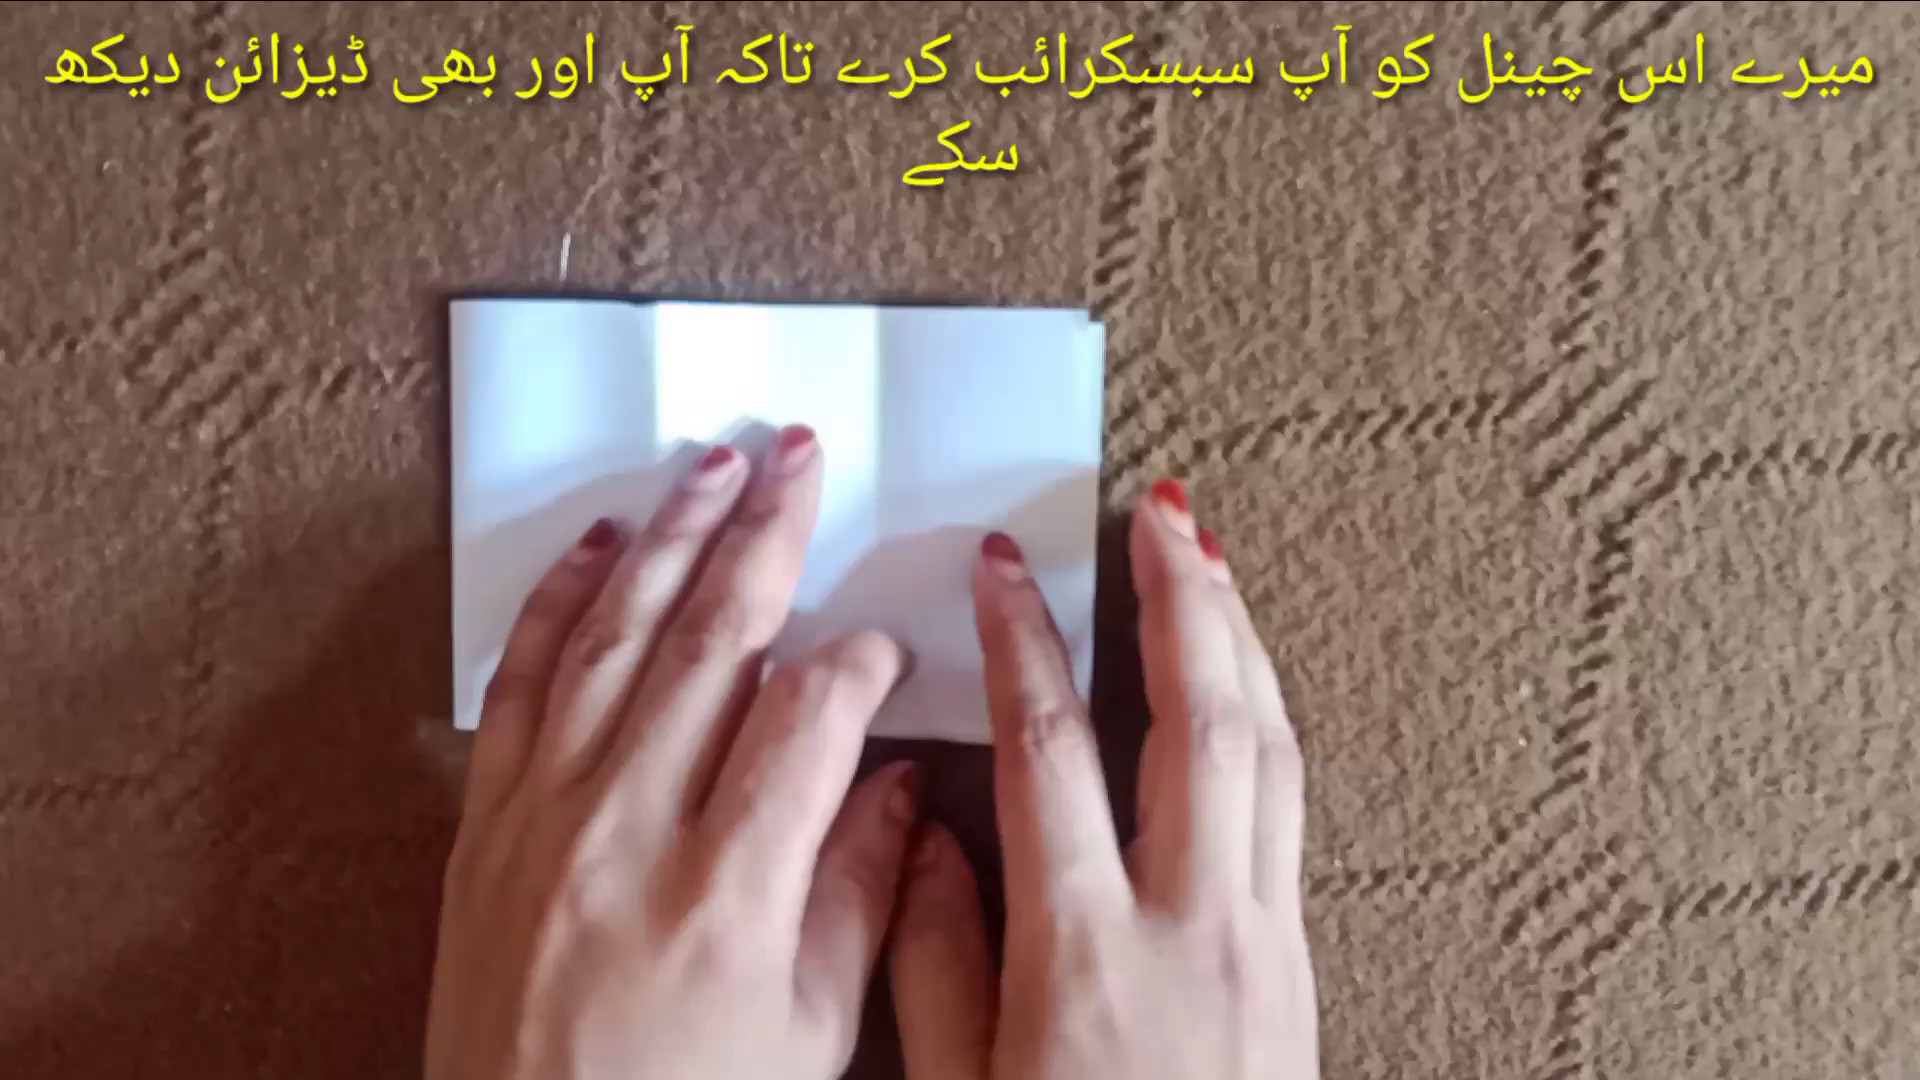 میرے اس چینل کو آپ سبسکرائب کرے تاکہ آپ اور بھی ڈیزائن دیکھ
سکے